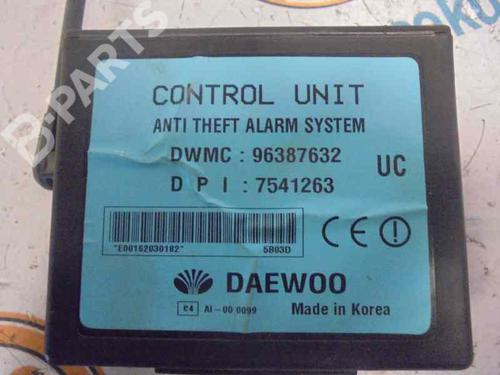 CONTROL UNIT
ANTI THEFT ALARM SYSTEM
DWMC : 96387632
UC
D P I : 7541263
"E00162030182" 5B03D
CE
DAEWOO
e4 AI-00 0099 Made in Korea
B-PARTS